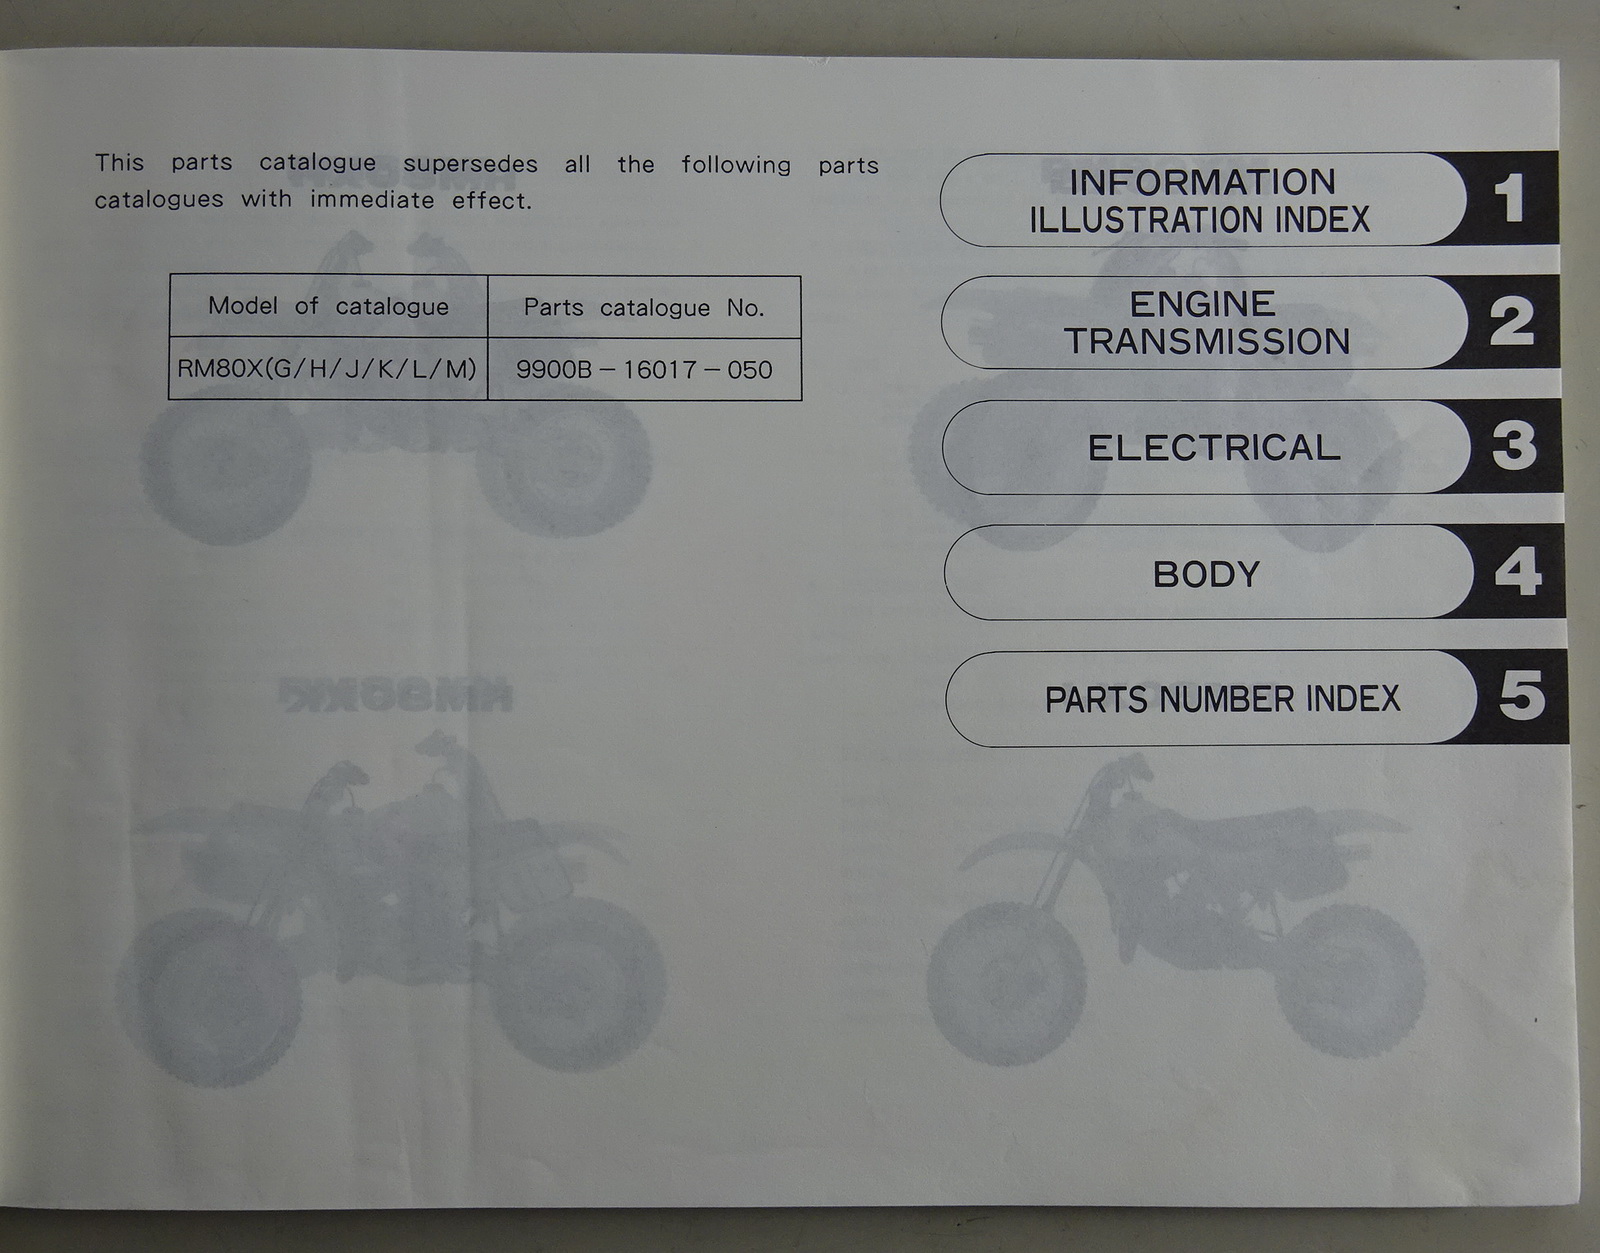 This parts catalogue supersedes all the following parts
catalogues with immediate effect.
Model of catalogue Parts catalogue No.
RM80X(G/H/J/K/L/M) 9900B-16017-050
INFORMATION
ILLUSTRATION INDEX 1
ENGINE
TRANSMISSION 2
ELECTRICAL 3
BODY 4
PARTS NUMBER INDEX 5